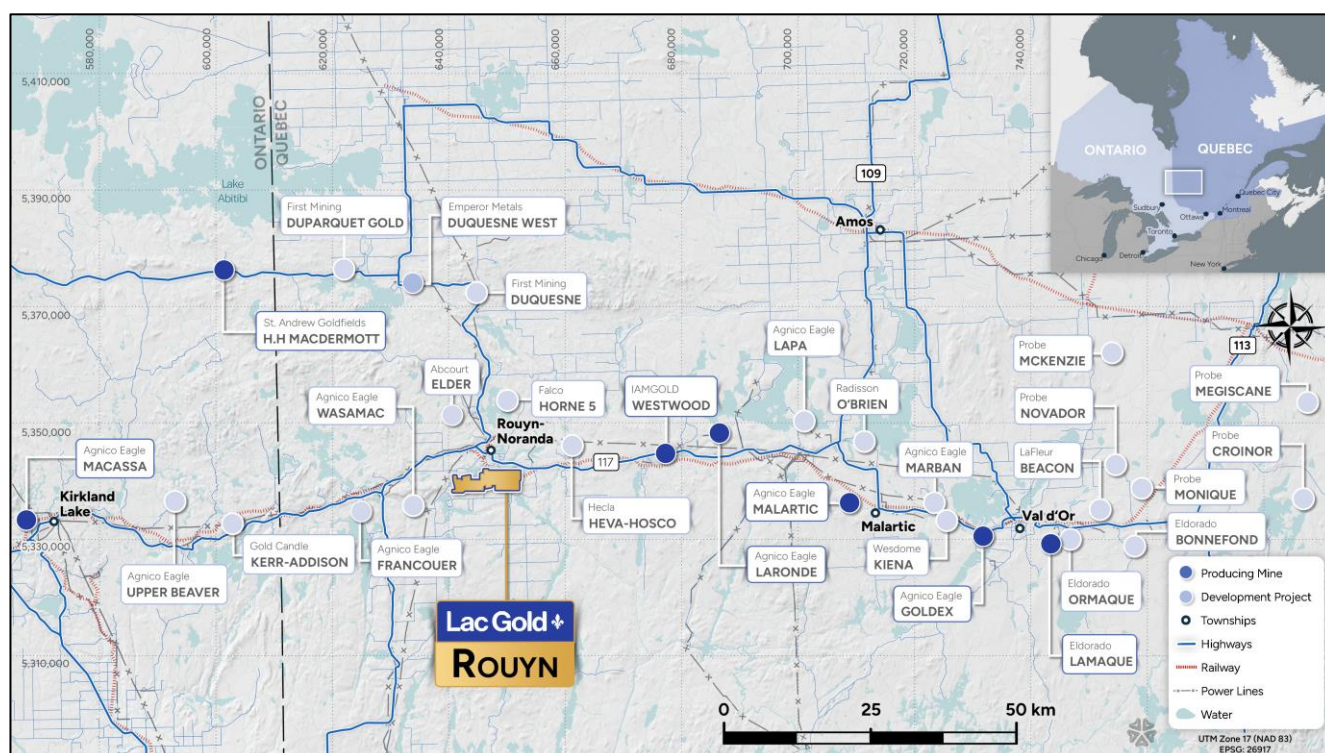 580,000
600,000
620,000
640,000
660,000
680,000
700,000
720,000
740,000
5,410,000
5,390,000
5,370,000
5,350,000
5,330,000
5,310,000
ONTARIO
QUEBEC
Lake
Abitibi
First Mining
DUPARQUET GOLD
Emperor Metals
DUQUESNE WEST
First Mining
DUQUESNE
St. Andrew Goldfields
H.H MACDERMOTT
109
Amos
ONTARIO
QUEBEC
Quebec City
Sudbury
Ottawa
Montreal
Toronto
Chicago
Detroit
New York
113
Abcourt
ELDER
Agnico Eagle
WASAMAC
Falco
HORNE 5
IAMGOLD
WESTWOOD
Agnico Eagle
LAPA
Radisson
O'BRIEN
Probe
MCKENZIE
Probe
NOVADOR
Probe
MEGISCANE
Probe
CROINOR
LaFleur
BEACON
Agnico Eagle
MARBAN
Probe
MONIQUE
Rouyn-
Noranda
117
Agnico Eagle
MACASSA
Kirkland
Lake
Agnico Eagle
UPPER BEAVER
Gold Candle
KERR-ADDISON
Agnico Eagle
FRANCOUER
Hecla
HEVA-HOSCO
Agnico Eagle
MALARTIC
Malartic
Agnico Eagle
LARONDE
Wesdome
KIENA
Agnico Eagle
GOLDEX
Val d'Or
Eldorado
BONNEFOND
Eldorado
ORMAQUE
Eldorado
LAMAQUE
Lac Gold
ROUYN
Producing Mine
Development Project
Townships
Highways
Railway
Power Lines
Water
0
25
50 km
UTM Zone 17 (NAD 83)
EPSG: 26917